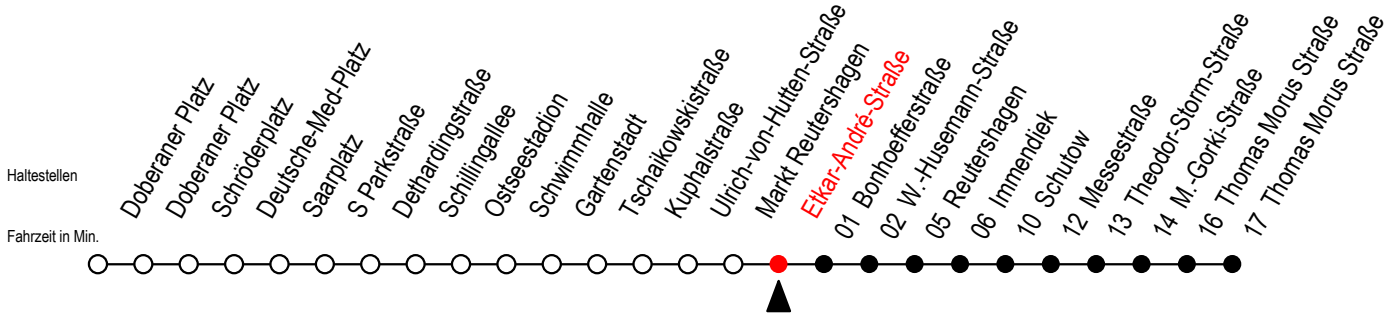 Haltestellen
Fahrzeit in Min.
Doberaner Platz
Doberaner Platz
Schröderplatz
Deutsche-Med-Platz
Saarplatz
S Parkstraße
Dethardingstraße
Schillingallee
Ostseestadion
Schwimmhalle
Gartenstadt
Tschaikowskistraße
Kuphalstraße
Ulrich-von-Hutten-Straße
Markt Reutershagen
Etkar-André-Straße
01 Bonhoefferstraße
02 W.-Husemann-Straße
05 Reutershagen
06 Immendiek
10 Schutow
12 Messestraße
13 Theodor-Storm-Straße
14 M.-Gorki-Straße
16 Thomas Morus Straße
17 Thomas Morus Straße